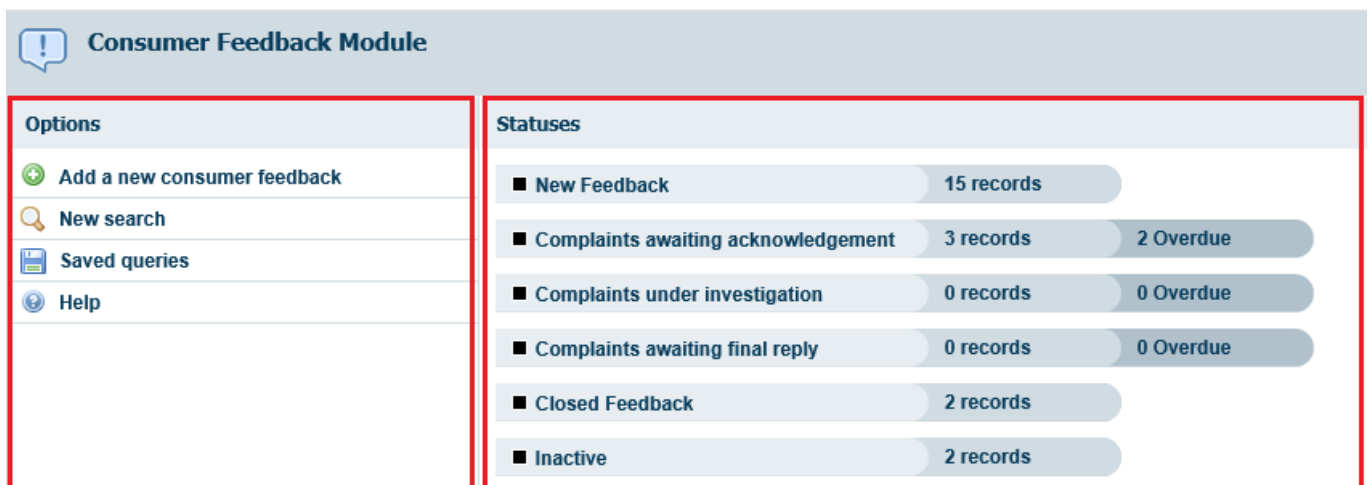 Consumer Feedback Module
Options
Add a new consumer feedback
New search
Saved queries
Help
Statuses
New Feedback 15 records
Complaints awaiting acknowledgement 3 records 2 Overdue
Complaints under investigation 0 records 0 Overdue
Complaints awaiting final reply 0 records 0 Overdue
Closed Feedback 2 records
Inactive 2 records